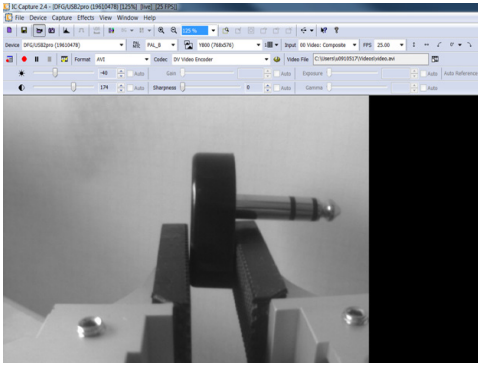 IC Capture 2.4 - [DFG/USB2pro (19610478) [125%] [live] [25 FPS]]
File Device Capture Effects View Window Help
125 %
Device DFG/USB2pro (19610478) PAL_B Y800 (768x576) Input 00 Video: Composite FPS 25.00
Format AVI Codec DV Video Encoder Video File C:\Users\u0916517\Videos\video.avi
-40 Auto Gain Auto Exposure Auto Auto Reference
174 Auto Sharpness 0 Auto Gamma Auto